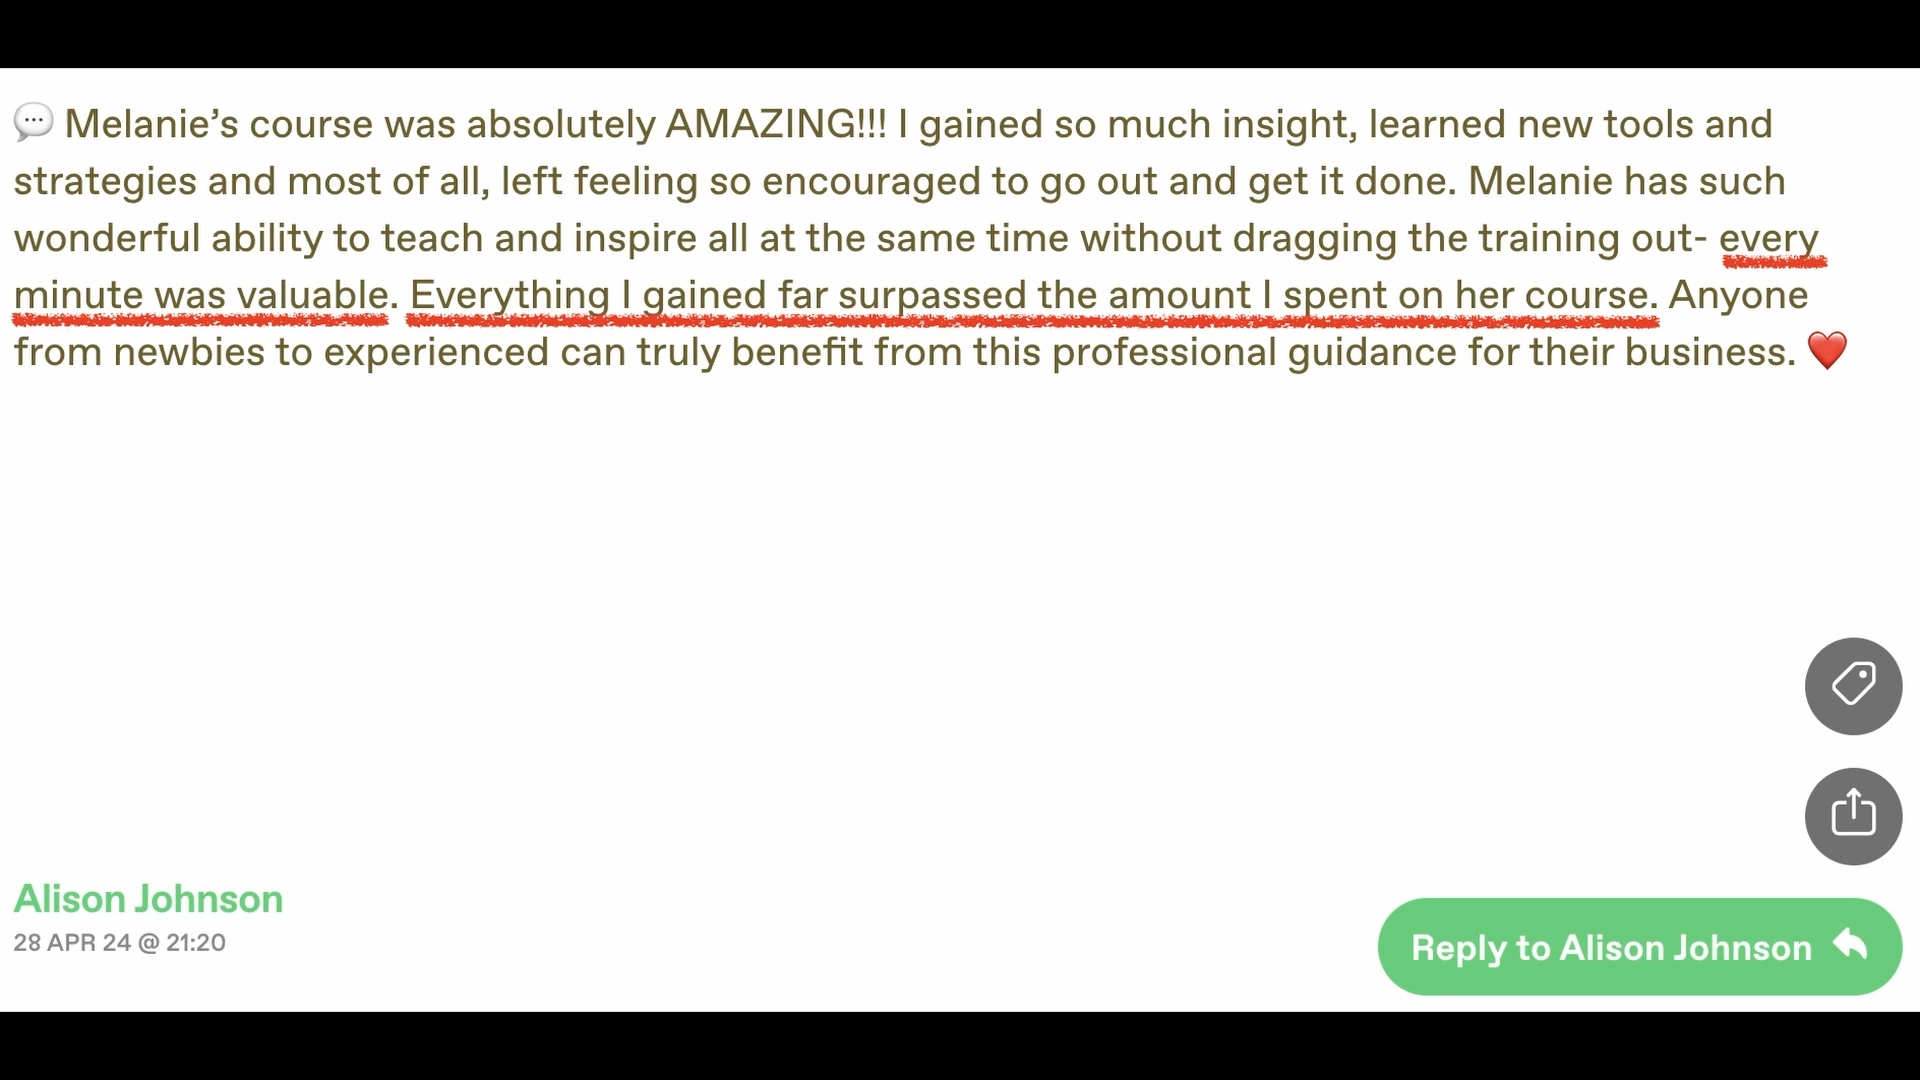 💬 Melanie’s course was absolutely AMAZING!!! I gained so much insight, learned new tools and
strategies and most of all, left feeling so encouraged to go out and get it done. Melanie has such
wonderful ability to teach and inspire all at the same time without dragging the training out- every
minute was valuable. Everything I gained far surpassed the amount I spent on her course. Anyone
from newbies to experienced can truly benefit from this professional guidance for their business. ❤️
Alison Johnson
28 APR 24 @ 21:20
Reply to Alison Johnson